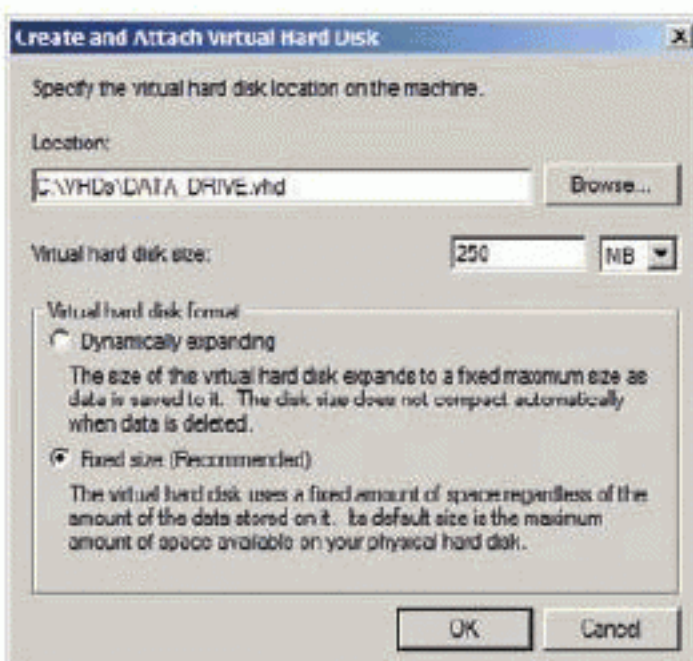 Create and Attach Virtual Hard Disk
Specify the virtual hard disk location on the machine.
Location:
C:\VHDs\DATA_DRIVE.vhd
Browse...
Virtual hard disk size:
250
MB
Virtual hard disk format
Dynamically expanding
The size of the virtual hard disk expands to a fixed maximum size as
data is saved to it. The disk size does not compact automatically
when data is deleted.
Fixed size (Recommended)
The virtual hard disk uses a fixed amount of space regardless of the
amount of the data stored on it. Its default size is the maximum
amount of space available on your physical hard disk.
OK
Cancel